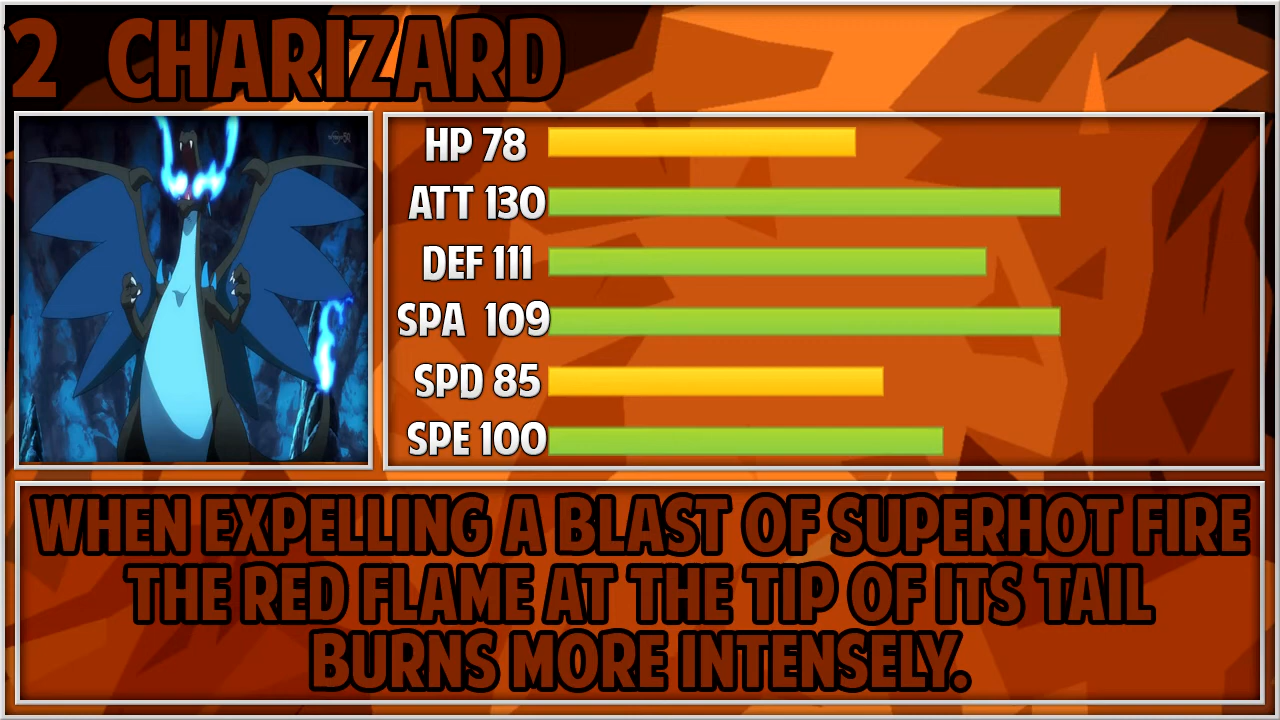 2 CHARIZARD
HP 78
ATT 130
DEF 111
SPA 109
SPD 85
SPE 100
WHEN EXPELLING A BLAST OF SUPERHOT FIRE
THE RED FLAME AT THE TIP OF ITS TAIL
BURNS MORE INTENSELY.